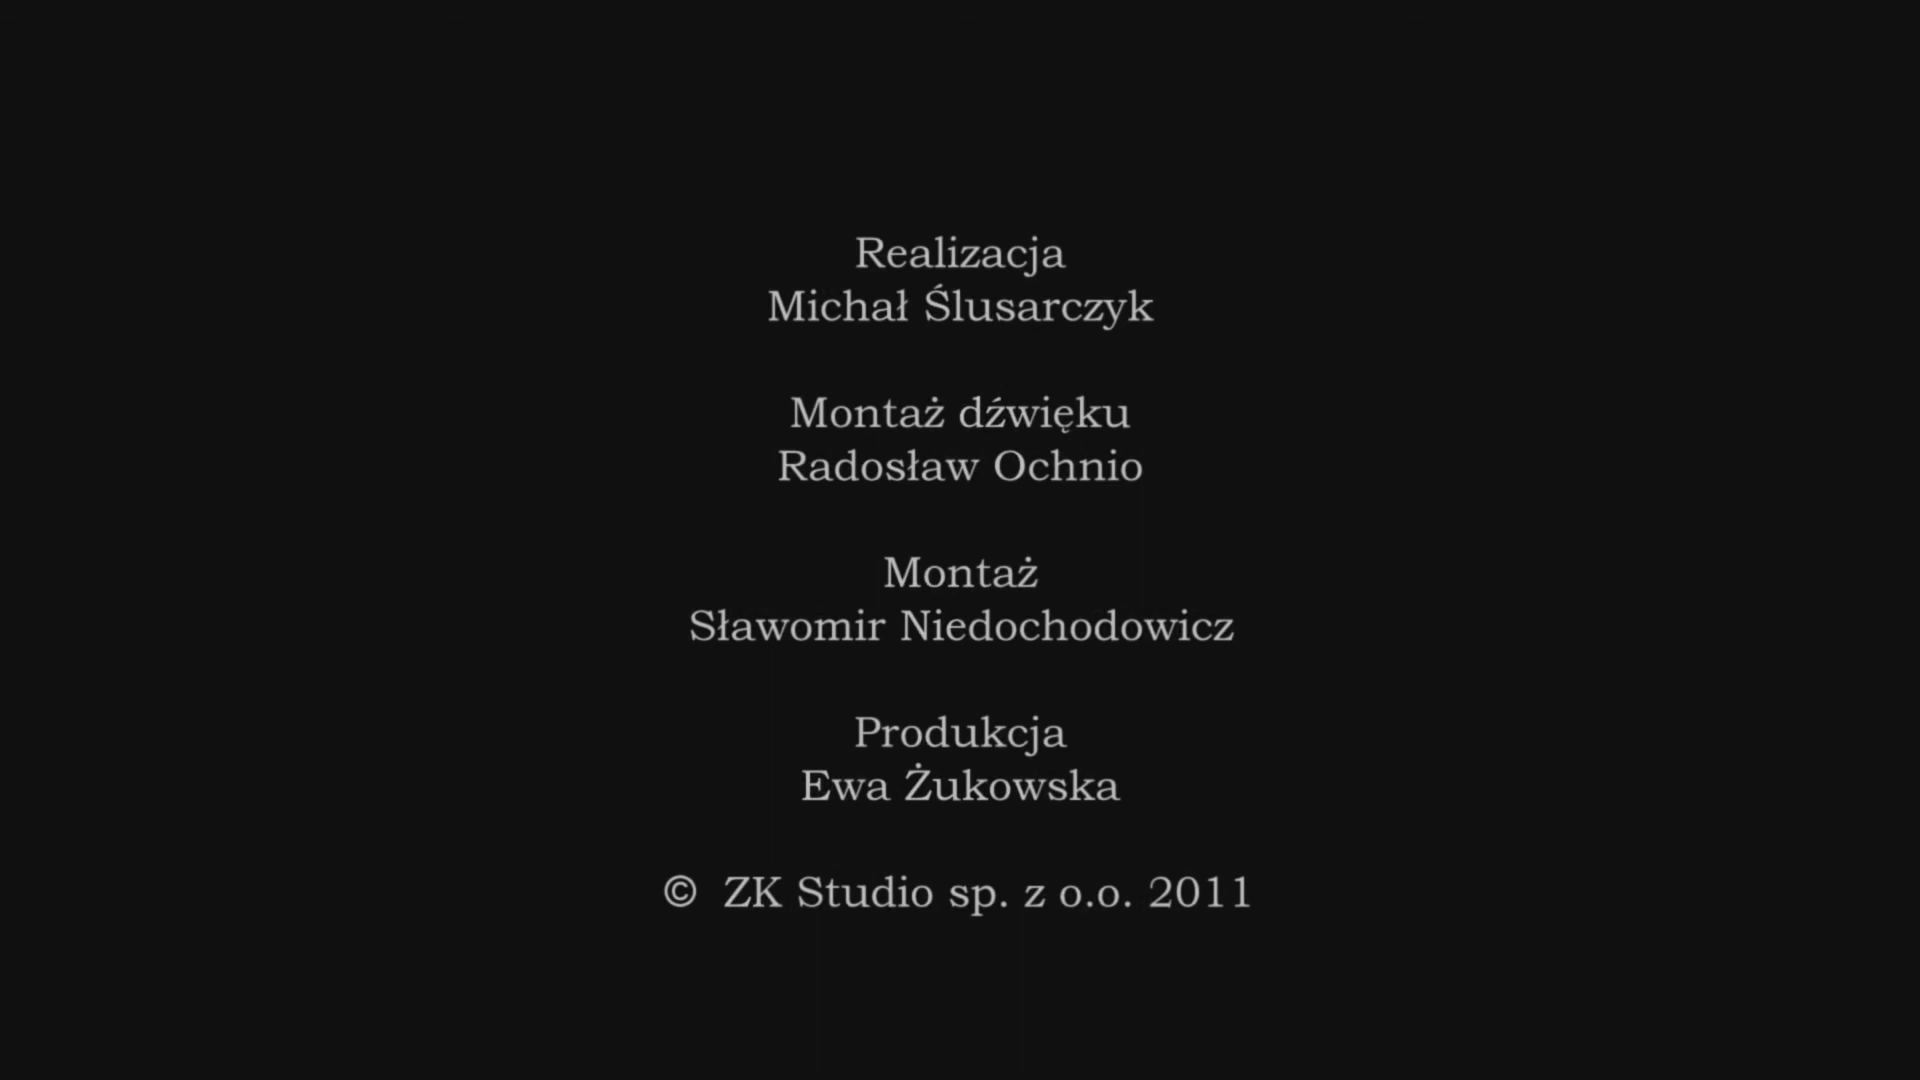 Realizacja
Michał Ślusarczyk
Montaż dźwięku
Radosław Ochnio
Montaż
Sławomir Niedochodowicz
Produkcja
Ewa Żukowska
© ZK Studio sp. z o.o. 2011